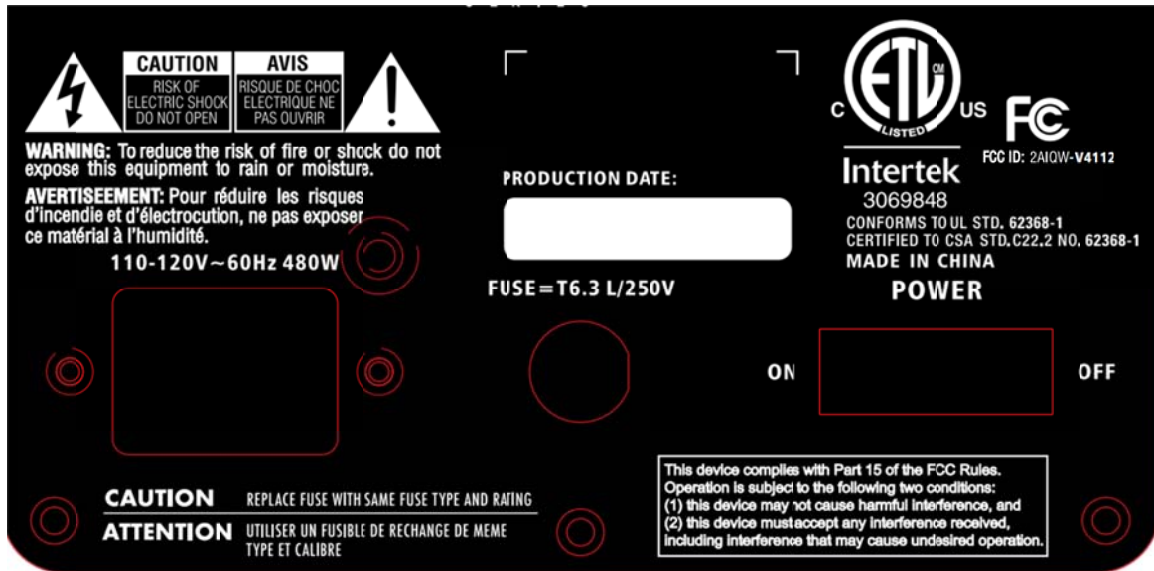 CAUTION
RISK OF
ELECTRIC SHOCK
DO NOT OPEN
AVIS
RISQUE DE CHOC
ELECTRIQUE NE
PAS OUVRIR
WARNING: To reduce the risk of fire or shock do not
expose this equipment to rain or moisture.
AVERTISEEMENT: Pour réduire les risques
d'incendie et d'électrocution, ne pas exposer
ce matérial à l'humidité.
110-120V~60Hz 480W
PRODUCTION DATE:
FUSE=T6.3 L/250V
ETL
CM
LISTED
C
US
FC
FCC ID: 2AIQW-V4112
Intertek
3069848
CONFORMS TO UL STD. 62368-1
CERTIFIED TO CSA STD.C22.2 NO. 62368-1
MADE IN CHINA
POWER
ON
OFF
CAUTION REPLACE FUSE WITH SAME FUSE TYPE AND RATING
ATTENTION UTILISER UN FUSIBLE DE RECHANGE DE MEME
TYPE ET CALIBRE
This device complies with Part 15 of the FCC Rules.
Operation is subject to the following two conditions:
(1) this device may not cause harmful interference, and
(2) this device must accept any interference received,
including interference that may cause undesired operation.